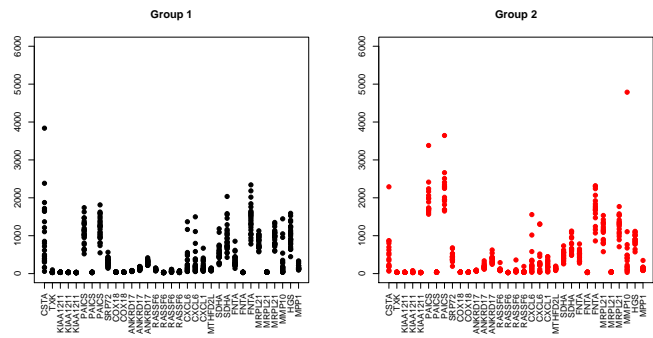 Group 1
0 1000 2000 3000 4000 5000 6000
CSTA
TXK
KIAA1211
KIAA1211
KIAA1211
PAICS
PAICS
PAICS
SRP72
COX18
COX18
ANKRD17
ANKRD17
ANKRD17
RASSF6
RASSF6
RASSF6
RASSF6
CXCL6
CXCL6
CXCL1
MTHFD2L
SDHA
SDHA
FNTA
FNTA
FNTA
MRPL21
MRPL21
MRPL21
MMP10
HGS
MPP1
Group 2
0 1000 2000 3000 4000 5000 6000
CSTA
TXK
KIAA1211
KIAA1211
KIAA1211
PAICS
PAICS
PAICS
SRP72
COX18
COX18
ANKRD17
ANKRD17
ANKRD17
RASSF6
RASSF6
RASSF6
RASSF6
CXCL6
CXCL6
CXCL1
MTHFD2L
SDHA
SDHA
FNTA
FNTA
FNTA
MRPL21
MRPL21
MRPL21
MMP10
HGS
MPP1